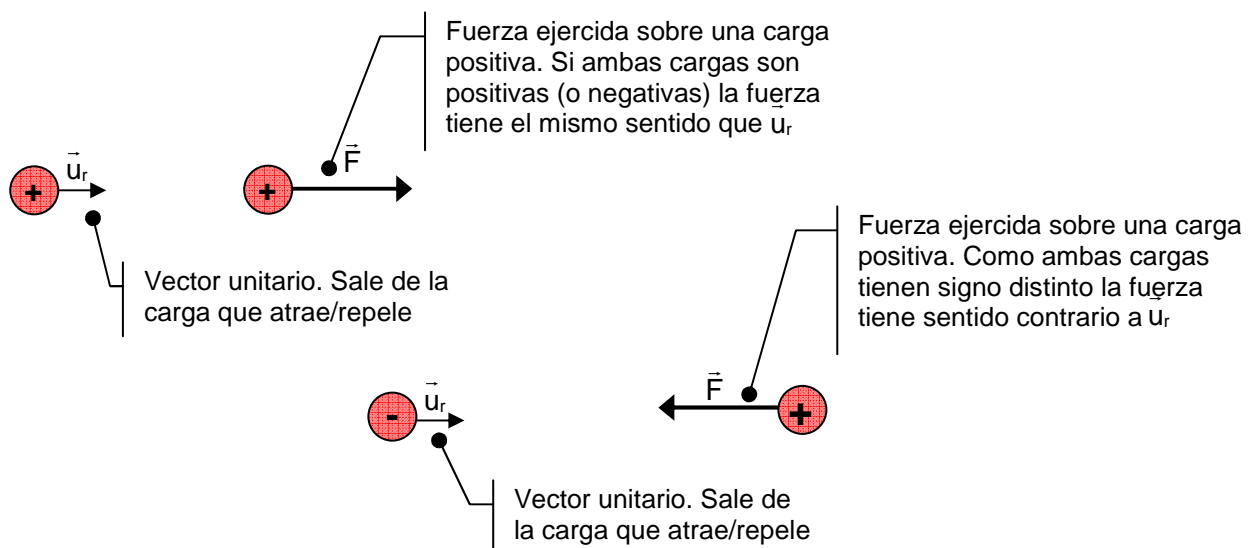 Fuerza ejercida sobre una carga
positiva. Si ambas cargas son
positivas (o negativas) la fuerza
tiene el mismo sentido que u⃗r
u⃗r
F⃗
+
+
Vector unitario. Sale de la
carga que atrae/repele
Fuerza ejercida sobre una carga
positiva. Como ambas cargas
tienen signo distinto la fuerza
tiene sentido contrario a u⃗r
u⃗r
F⃗
-
+
Vector unitario. Sale de
la carga que atrae/repele